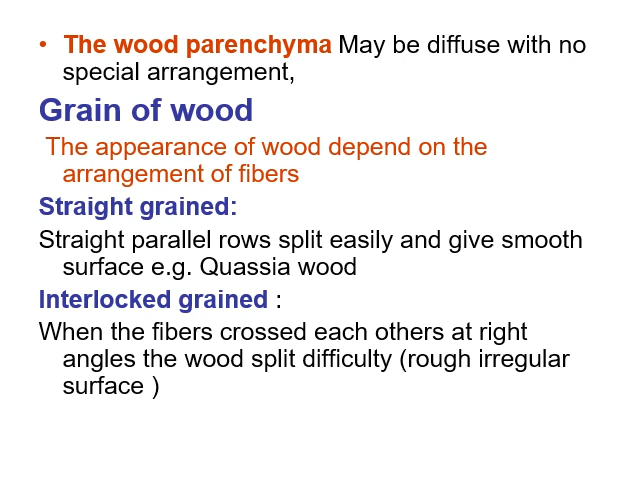 • The wood parenchyma May be diffuse with no
special arrangement,
Grain of wood
The appearance of wood depend on the
arrangement of fibers
Straight grained:
Straight parallel rows split easily and give smooth
surface e.g. Quassia wood
Interlocked grained :
When the fibers crossed each others at right
angles the wood split difficulty (rough irregular
surface )